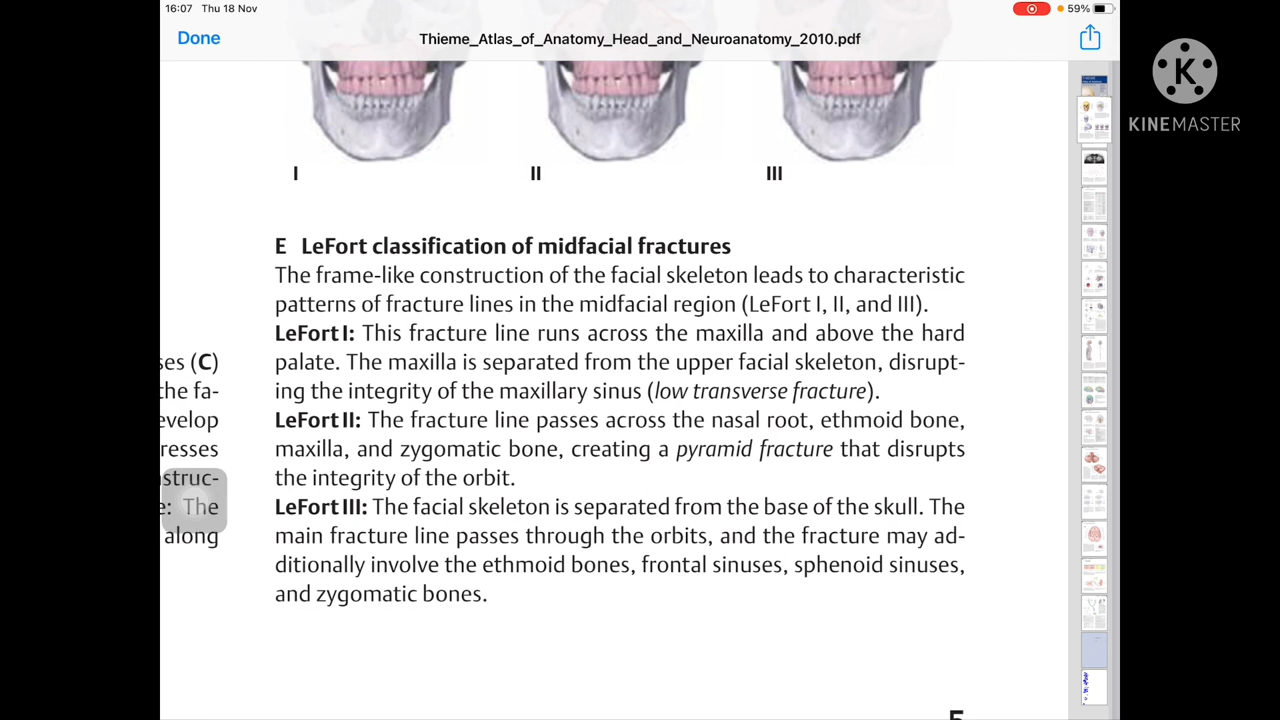 16:07 Thu 18 Nov
59%
Done
Thieme_Atlas_of_Anatomy_Head_and_Neuroanatomy_2010.pdf
K
KINEMASTER
I
II
III
E LeFort classification of midfacial fractures
The frame-like construction of the facial skeleton leads to characteristic
patterns of fracture lines in the midfacial region (LeFort I, II, and III).
LeFort I: This fracture line runs across the maxilla and above the hard
palate. The maxilla is separated from the upper facial skeleton, disrupt-
ing the integrity of the maxillary sinus (low transverse fracture).
LeFort II: The fracture line passes across the nasal root, ethmoid bone,
maxilla, and zygomatic bone, creating a pyramid fracture that disrupts
the integrity of the orbit.
LeFort III: The facial skeleton is separated from the base of the skull. The
main fracture line passes through the orbits, and the fracture may ad-
ditionally involve the ethmoid bones, frontal sinuses, sphenoid sinuses,
and zygomatic bones.
ses (C)
the fa-
evelop
resses
struc-
e: The
along